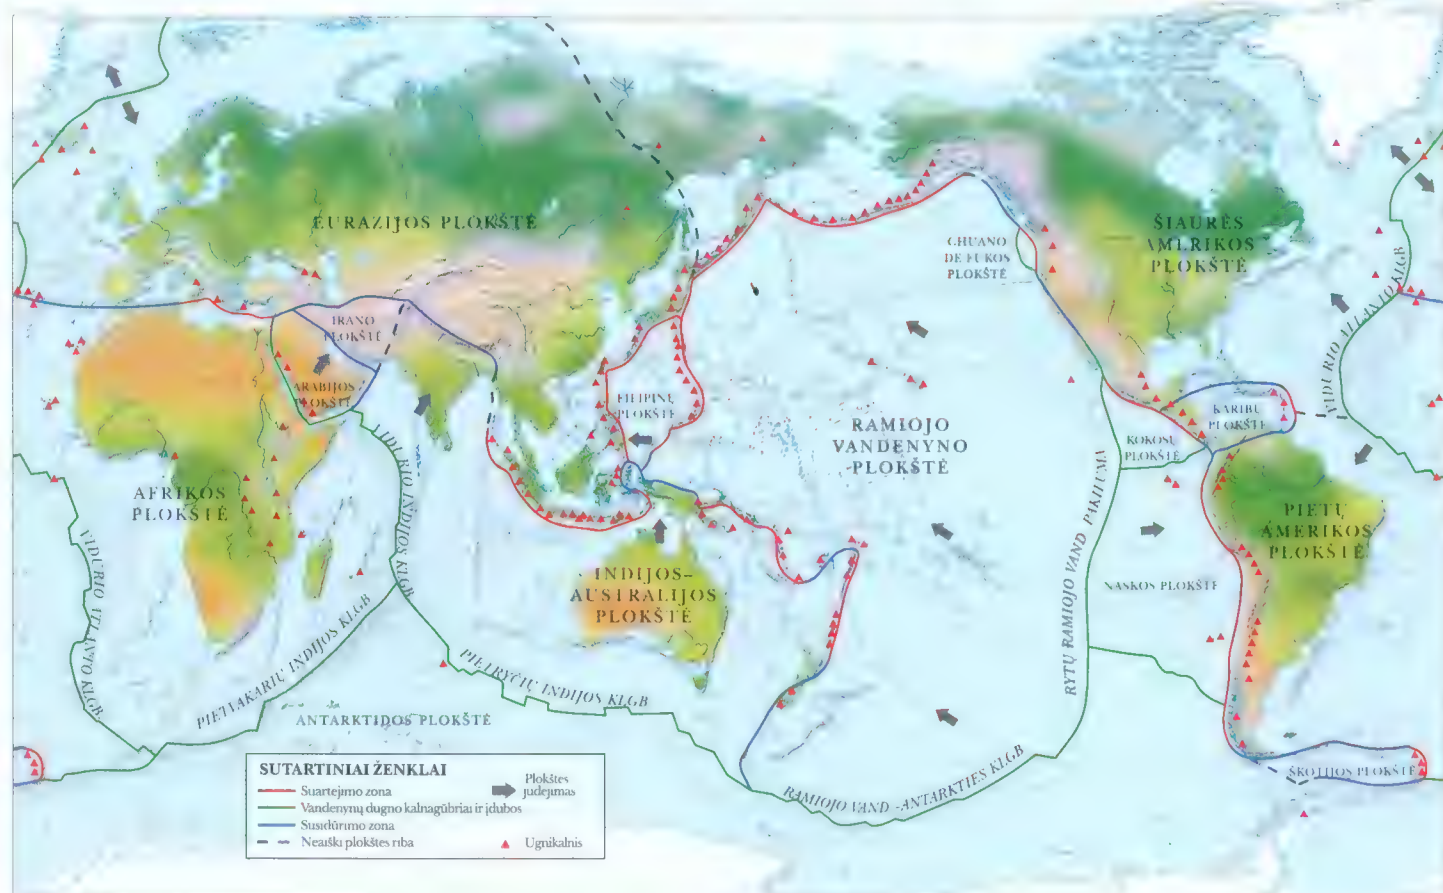 EURAZIJOS PLOKŠTĖ
CHUANO
DE FUKOS
PLOKŠTĖ
ŠIAURĖS
AMERIKOS
PLOKŠTĖ
IRANO
PLOKŠTĖ
ARABIJOS
PLOKŠTĖ
FILIPINŲ
PLOKŠTĖ
RAMIOJO
VANDENYNO
PLOKŠTĖ
KARIBŲ
PLOKŠTĖ
KOKOSŲ
PLOKŠTĖ
VIDURIO ATLANTO KLGB
AFRIKOS
PLOKŠTĖ
VIDURIO INDIJOS KLGB
INDIJOS–
AUSTRALIJOS
PLOKŠTĖ
PIETŲ
AMERIKOS
PLOKŠTĖ
NASKOS PLOKŠTĖ
VIDURIO ATLANTO KLGB.
PIETVAKARIŲ INDIJOS KLGB
PIETRYČIŲ INDIJOS KLGB
RYTŲ RAMIOJO VAND PAKILUMA
ANTARKTIDOS PLOKŠTĖ
RAMIOJO VAND -ANTARKTIES KLGB
ŠKOTIJOS PLOKŠTĖ
SUTARTINIAI ŽENKLAI
Suartėjimo zona
Vandenynų dugno kalnagūbriai ir įdubos
Susidūrimo zona
Neaiški plokštės riba
Plokštės
judėjimas
Ugnikalnis